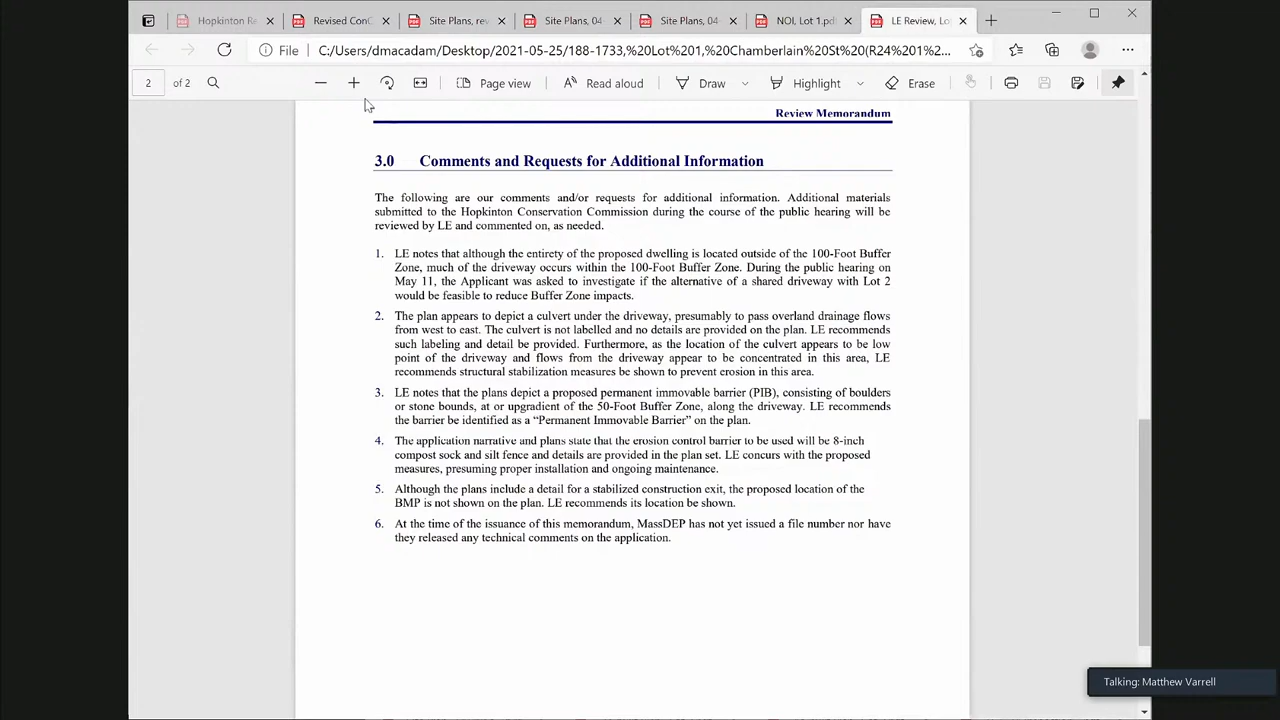 Hopkinton Re
Revised ConC
Site Plans, rev
Site Plans, 04-
Site Plans, 04-
NOI, Lot 1.pdf
LE Review, Lo
File
C:/Users/dmacadam/Desktop/2021-05-25/188-1733,%20Lot%201,%20Chamberlain%20St%20(R24%201%2...
2
of 2
Page view
Read aloud
Draw
Highlight
Erase
Review Memorandum
3.0 Comments and Requests for Additional Information
The following are our comments and/or requests for additional information. Additional materials
submitted to the Hopkinton Conservation Commission during the course of the public hearing will be
reviewed by LE and commented on, as needed.
1. LE notes that although the entirety of the proposed dwelling is located outside of the 100-Foot Buffer
Zone, much of the driveway occurs within the 100-Foot Buffer Zone. During the public hearing on
May 11, the Applicant was asked to investigate if the alternative of a shared driveway with Lot 2
would be feasible to reduce Buffer Zone impacts.
2. The plan appears to depict a culvert under the driveway, presumably to pass overland drainage flows
from west to east. The culvert is not labelled and no details are provided on the plan. LE recommends
such labeling and detail be provided. Furthermore, as the location of the culvert appears to be low
point of the driveway and flows from the driveway appear to be concentrated in this area, LE
recommends structural stabilization measures be shown to prevent erosion in this area.
3. LE notes that the plans depict a proposed permanent immovable barrier (PIB), consisting of boulders
or stone bounds, at or upgradient of the 50-Foot Buffer Zone, along the driveway. LE recommends
the barrier be identified as a “Permanent Immovable Barrier” on the plan.
4. The application narrative and plans state that the erosion control barrier to be used will be 8-inch
compost sock and silt fence and details are provided in the plan set. LE concurs with the proposed
measures, presuming proper installation and ongoing maintenance.
5. Although the plans include a detail for a stabilized construction exit, the proposed location of the
BMP is not shown on the plan. LE recommends its location be shown.
6. At the time of the issuance of this memorandum, MassDEP has not yet issued a file number nor have
they released any technical comments on the application.
Talking: Matthew Varrell